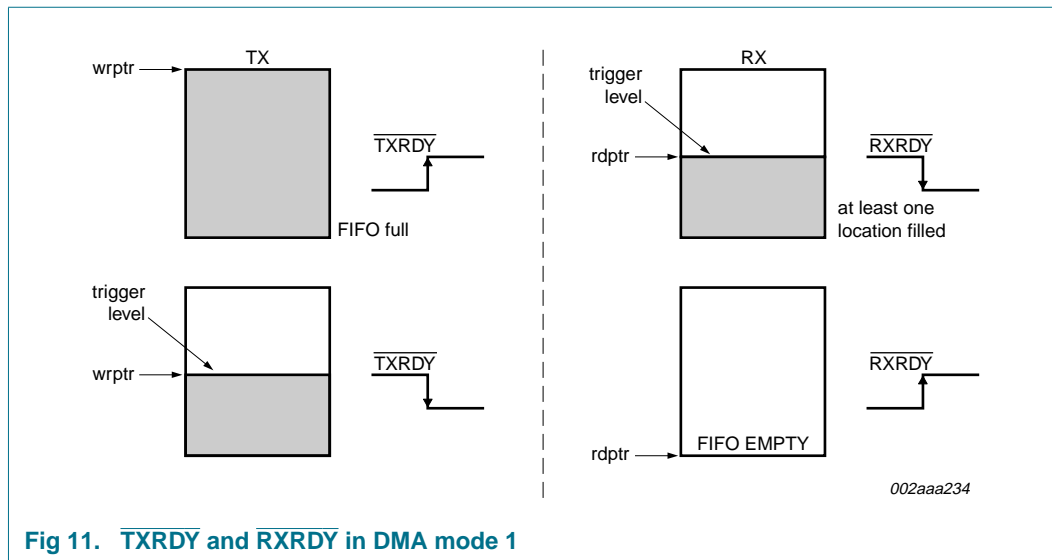 TX
wrptr
TXRDY
FIFO full
trigger
level
wrptr
TXRDY
RX
trigger
level
rdptr
RXRDY
at least one
location filled
RXRDY
FIFO EMPTY
rdptr
002aaa234
Fig 11. TXRDY and RXRDY in DMA mode 1